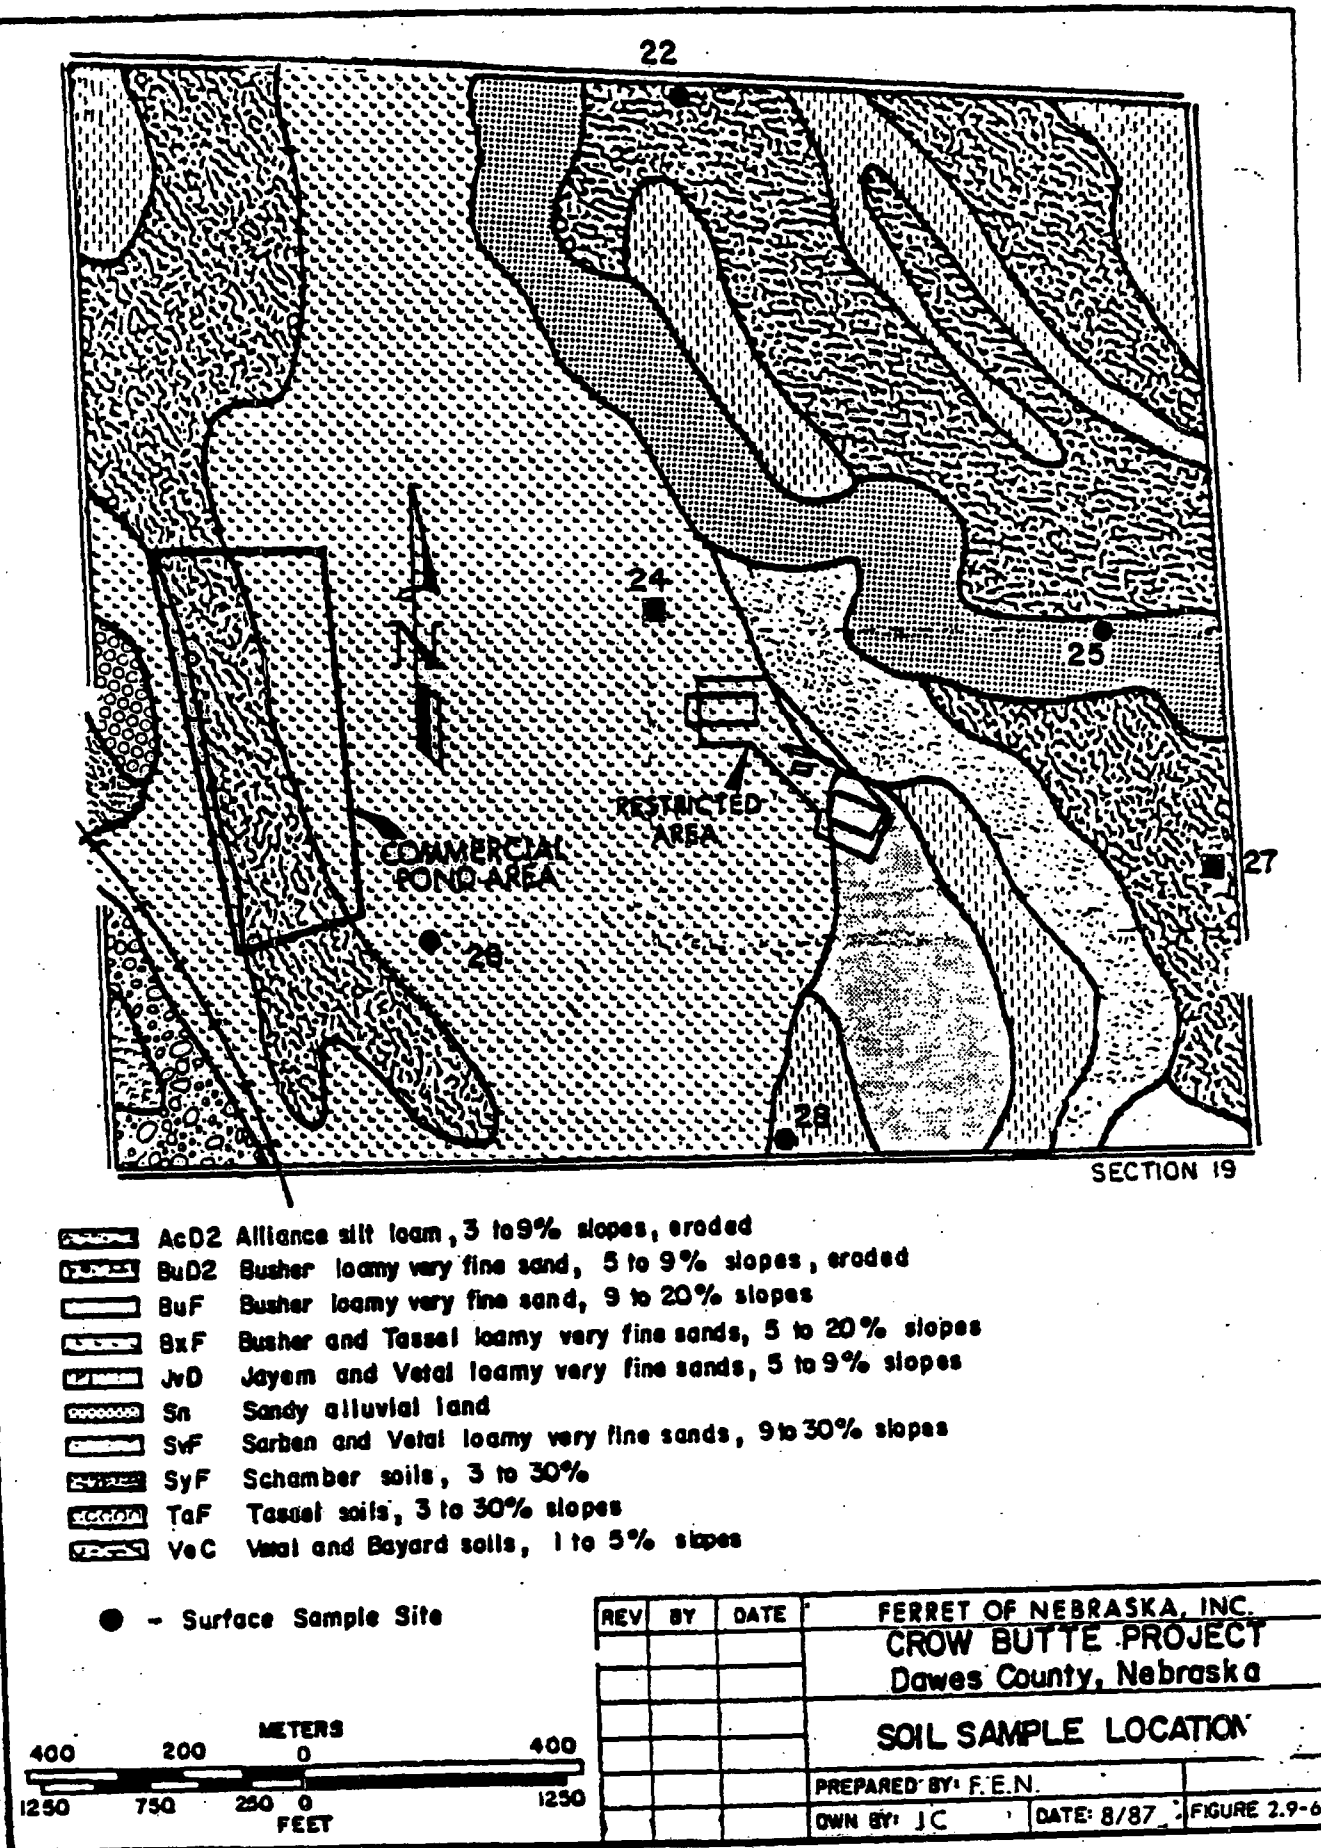 22
24
25
RESTRICTED
AREA
COMMERCIAL
POND AREA
27
N
28
SECTION 19
AcD2 Alliance silt loam, 3 to 9% slopes, eroded
BuD2 Busher loamy very fine sand, 5 to 9% slopes, eroded
BuF Busher loamy very fine sand, 9 to 20% slopes
BxF Busher and Tassel loamy very fine sands, 5 to 20% slopes
JvD Jayem and Vetal loamy very fine sands, 5 to 9% slopes
Sn Sandy alluvial land
SvF Sarben and Vetal loamy very fine sands, 9 to 30% slopes
SyF Schamber soils, 3 to 30%
TaF Tassel soils, 3 to 30% slopes
VeC Vetal and Bayard soils, 1 to 5% slopes
- Surface Sample Site
METERS
400 200 0 400
1250 750 250 0 1250
FEET
REV BY DATE
FERRET OF NEBRASKA, INC.
CROW BUTTE PROJECT
Dawes County, Nebraska
SOIL SAMPLE LOCATION
PREPARED BY: F.E.N.
DWN BY: JC DATE: 8/87 FIGURE 2.9-6